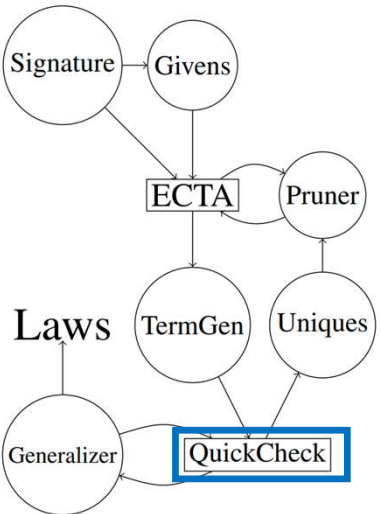 Signature
Givens
ECTA
Pruner
Laws
TermGen
Uniques
Generalizer
QuickCheck